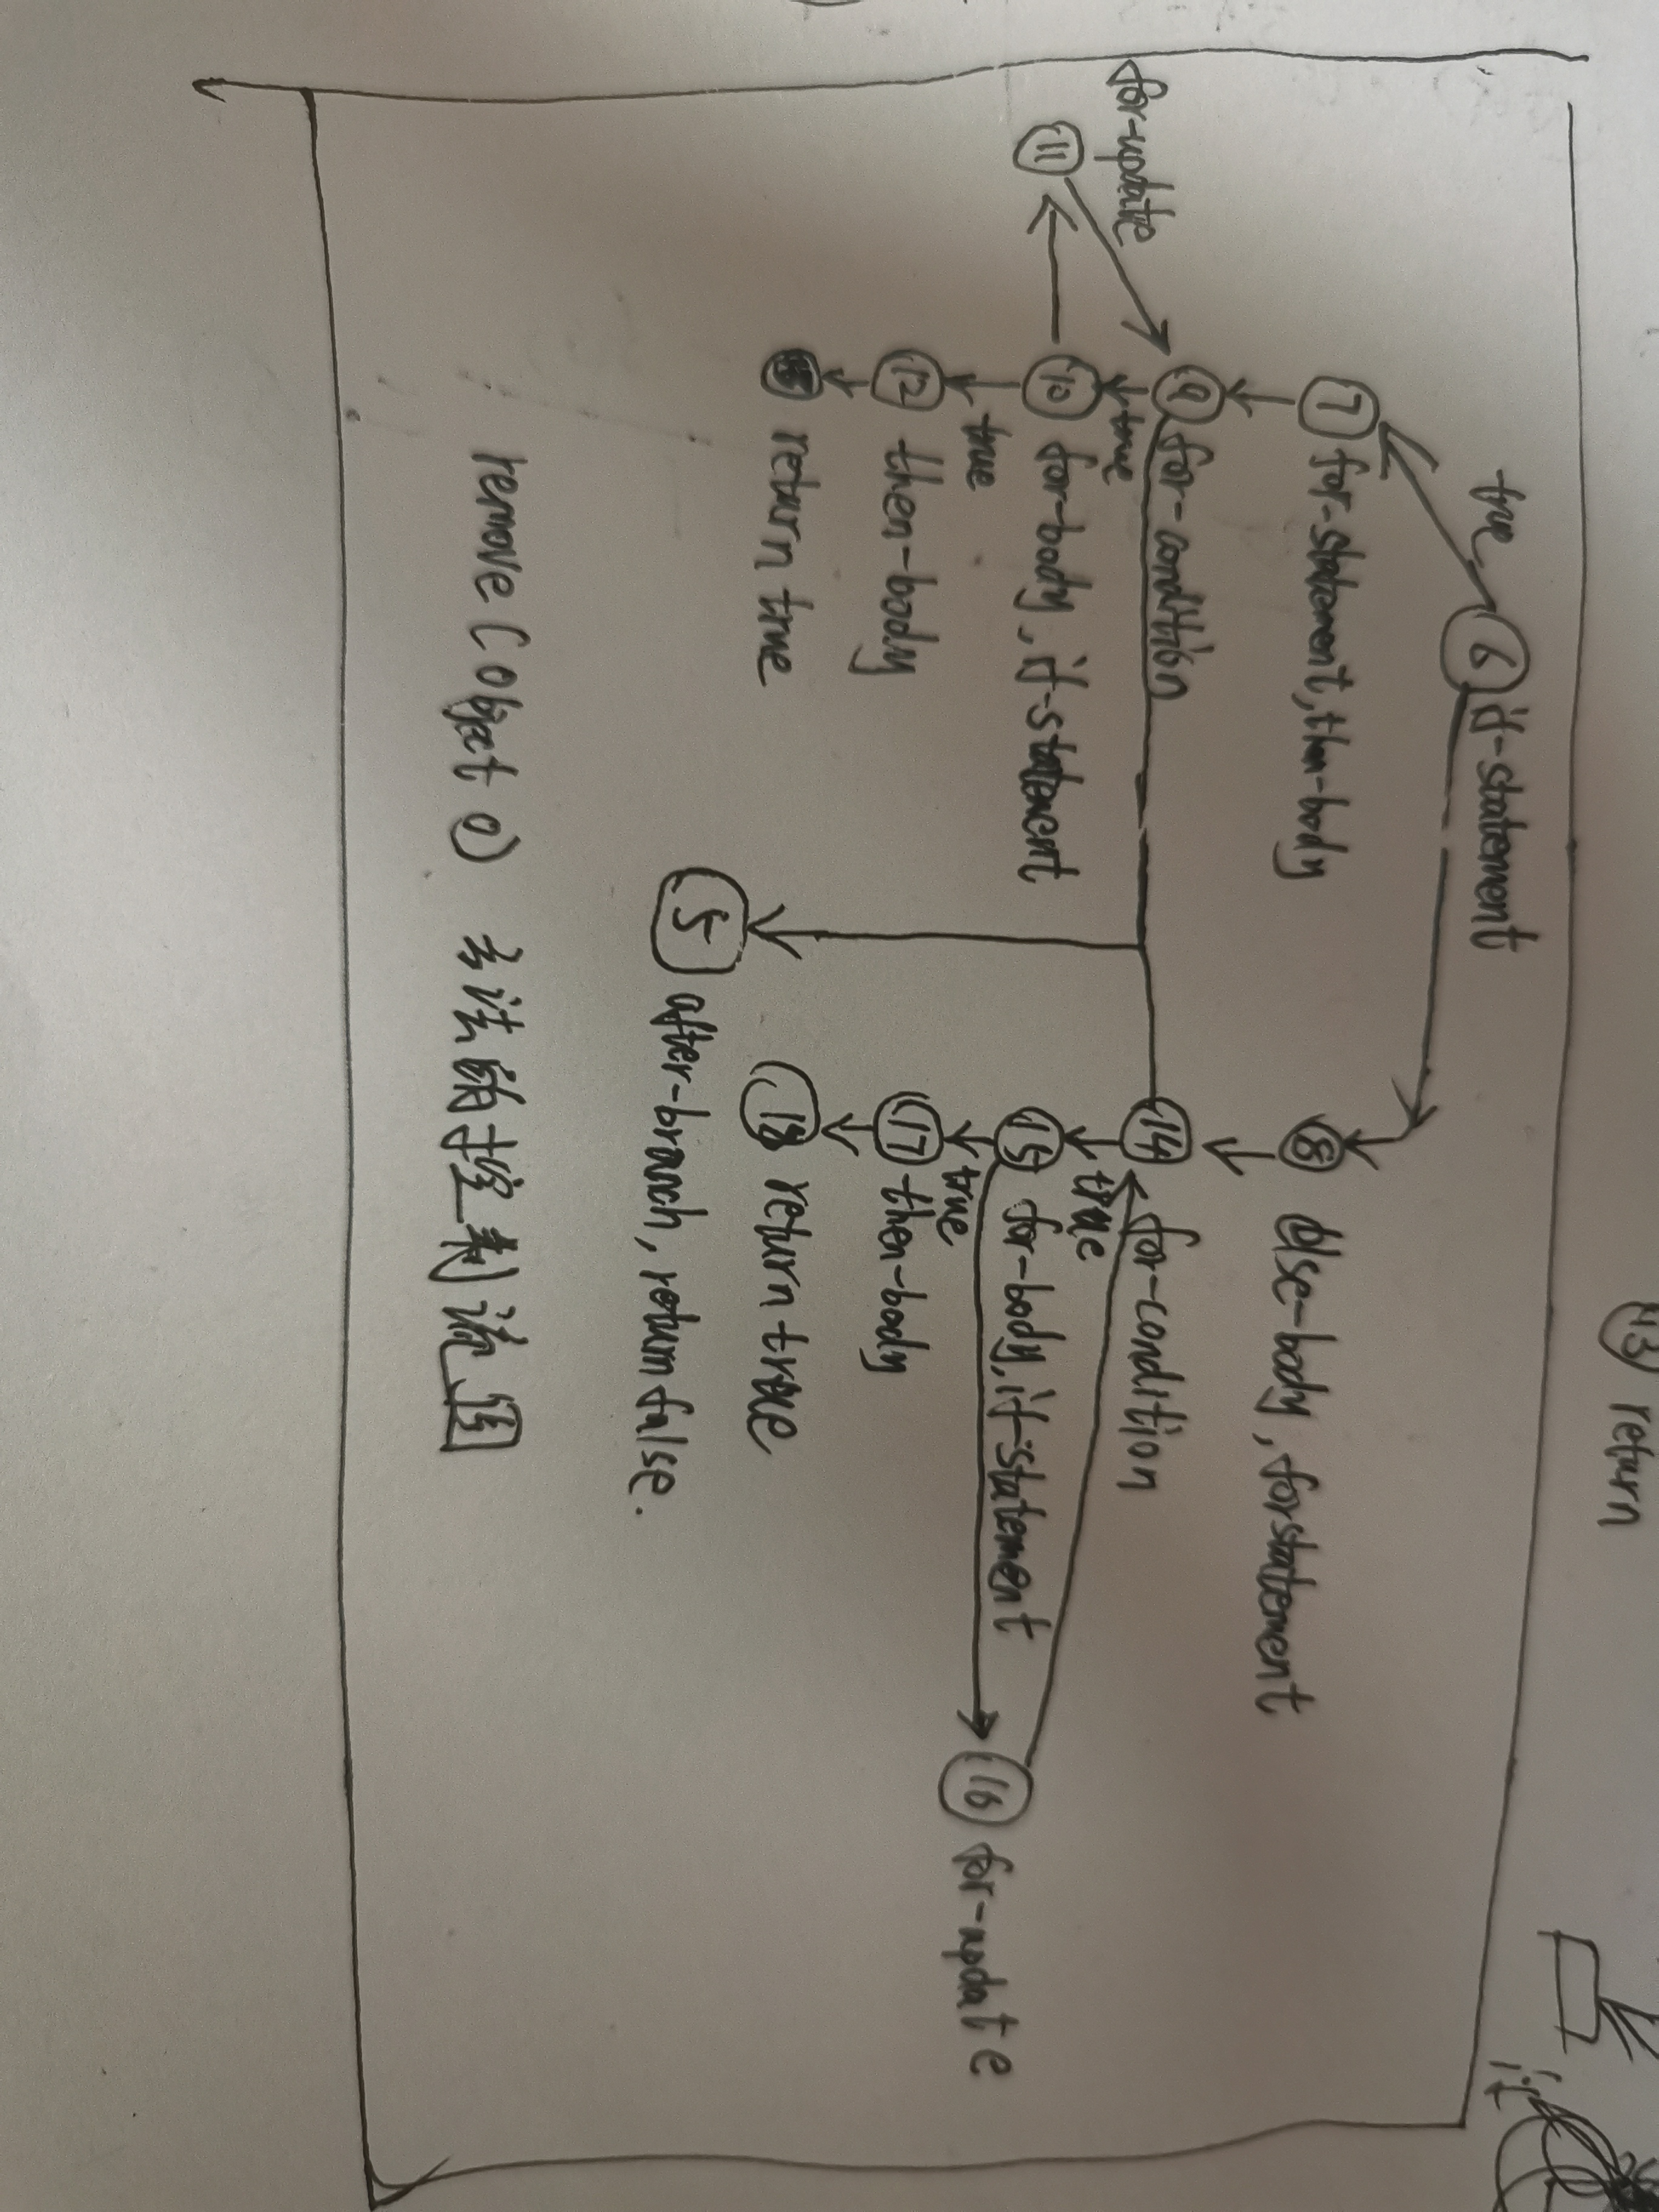 13 return
6 if-statement
true
7 for-statement, then-body
8 else-body, for statement
for-update
9 for-condition
14 for-condition
true
true
11
10 for-body, if-statement
15 for-body, if-statement
16 for-update
true
true
12 then-body
17 then-body
return true
18 return true
5 after-branch, return false.
remove(Object o) 方法的控制流图
if